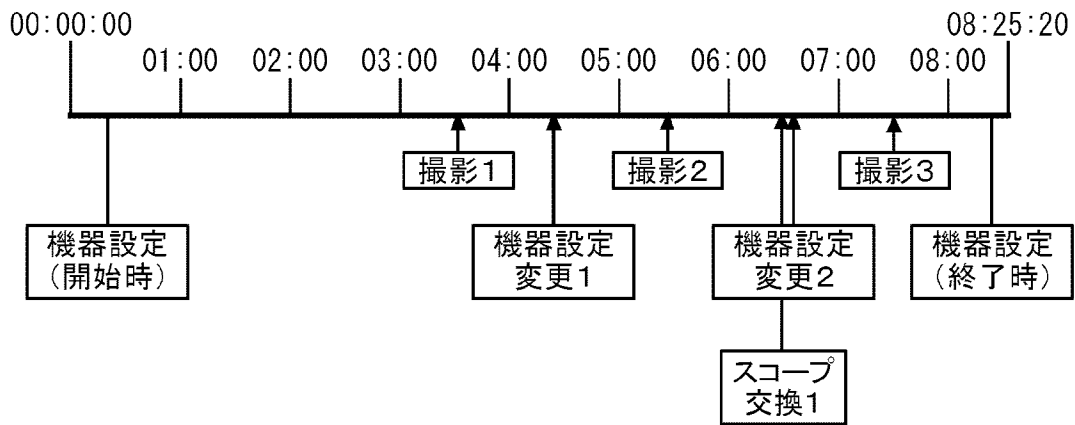 00:00:00
08:25:20
01:00 02:00 03:00 04:00 05:00 06:00 07:00 08:00
撮影1
撮影2
撮影3
機器設定
(開始時)
機器設定
変更1
機器設定
変更2
機器設定
(終了時)
スコープ
交換1